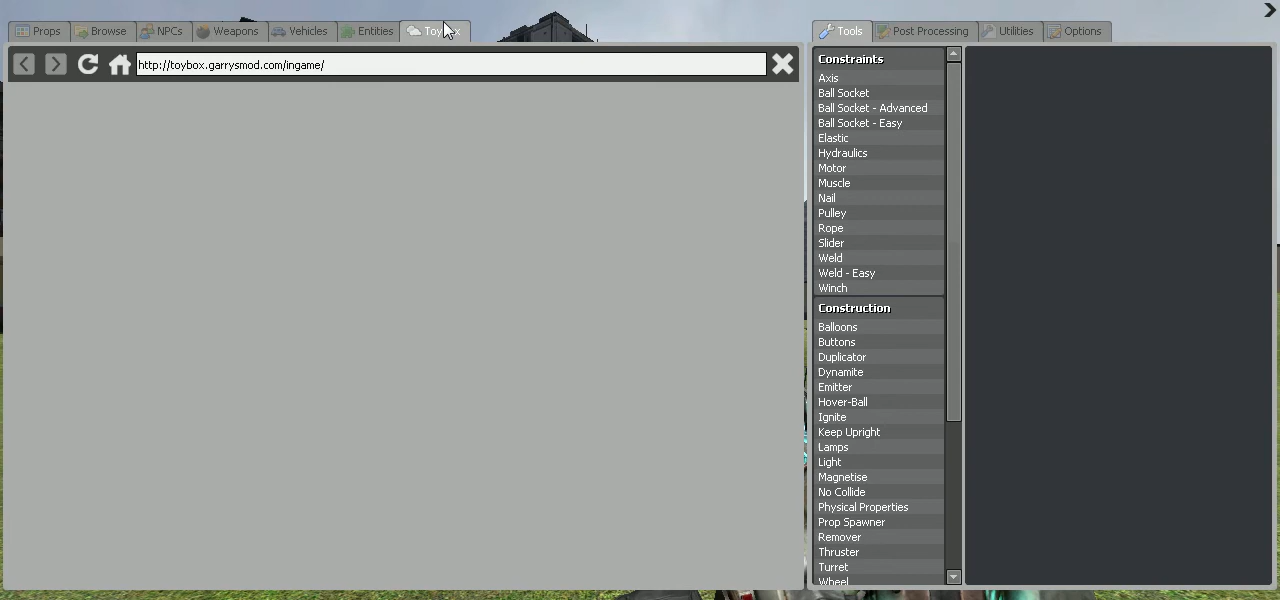 Props Browse NPCs Weapons Vehicles Entities
http://toybox.garrysmod.com/ingame/
Tools Post Processing Utilities Options
Constraints
Axis
Ball Socket
Ball Socket - Advanced
Ball Socket - Easy
Elastic
Hydraulics
Motor
Muscle
Nail
Pulley
Rope
Slider
Weld
Weld - Easy
Winch
Construction
Balloons
Buttons
Duplicator
Dynamite
Emitter
Hover-Ball
Ignite
Keep Upright
Lamps
Light
Magnetise
No Collide
Physical Properties
Prop Spawner
Remover
Thruster
Turret
Wheel